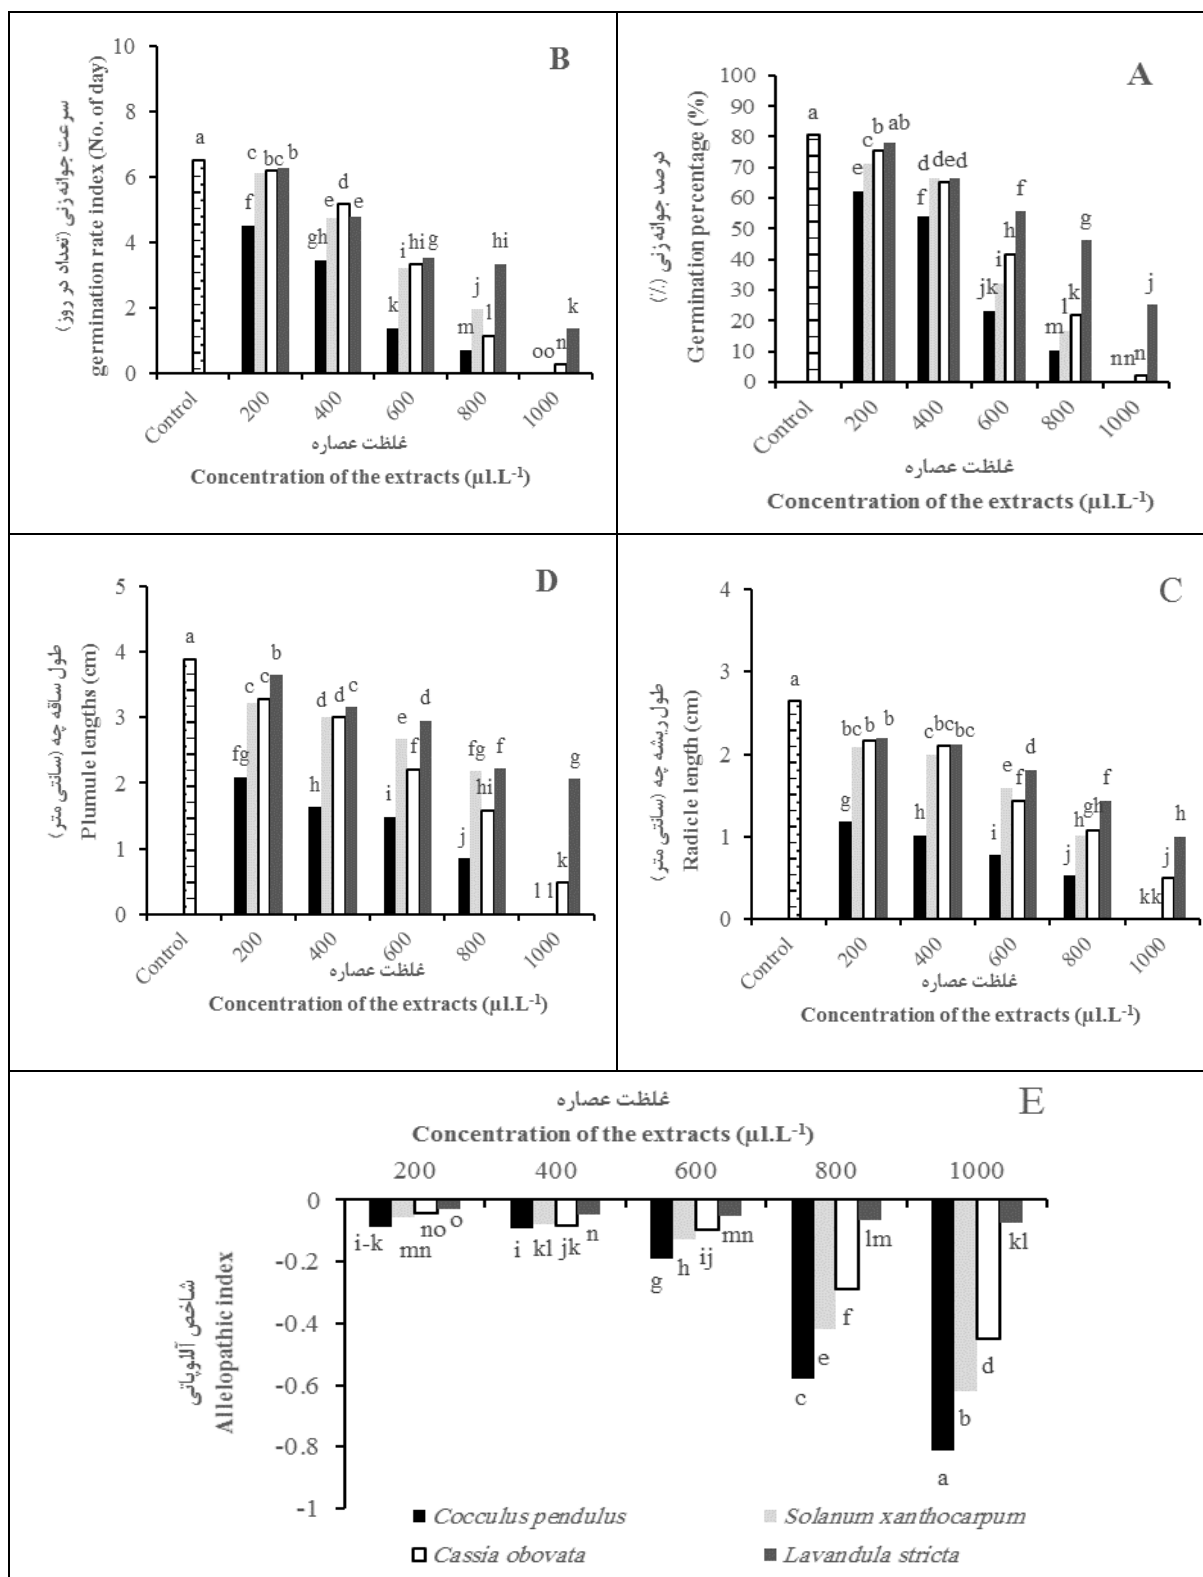 B
سرعت جوانه زنی (تعداد در روز)
germination rate index (No. of day)
10
8
6
4
2
0
a
f c bc b
gh e d e
k i hi g
m j l hi
oo n k
Control 200 400 600 800 1000
غلظت عصاره
Concentration of the extracts (µl.L-1)
A
درصد جوانه زنی (٪)
Germination percentage (%)
100
90
80
70
60
50
40
30
20
10
0
a
e c b ab
f d de ed
jk i h f
m l k g
nn n j
Control 200 400 600 800 1000
غلظت عصاره
Concentration of the extracts (µl.L-1)
D
طول ساقه چه (سانتی متر)
Plumule lengths (cm)
5
4
3
2
1
0
a
fg c c b
h d d c
i e f d
j fg hi f
l l k g
Control 200 400 600 800 1000
غلظت عصاره
Concentration of the extracts (µl.L-1)
C
طول ریشه چه (سانتی متر)
Radicle length (cm)
4
3
2
1
0
a
g bc b b
h c bc bc
i e f d
j h gh f
kk j h
Control 200 400 600 800 1000
غلظت عصاره
Concentration of the extracts (µl.L-1)
E
غلظت عصاره
Concentration of the extracts (µl.L-1)
200 400 600 800 1000
شاخص آللوپاتی
Allelopathic index
0
-0.2
-0.4
-0.6
-0.8
-1
i-k mn no o
i kl jk n
g h ij mn
c e f lm
a b d kl
Cocculus pendulus Solanum xanthocarpum
Cassia obovata Lavandula stricta